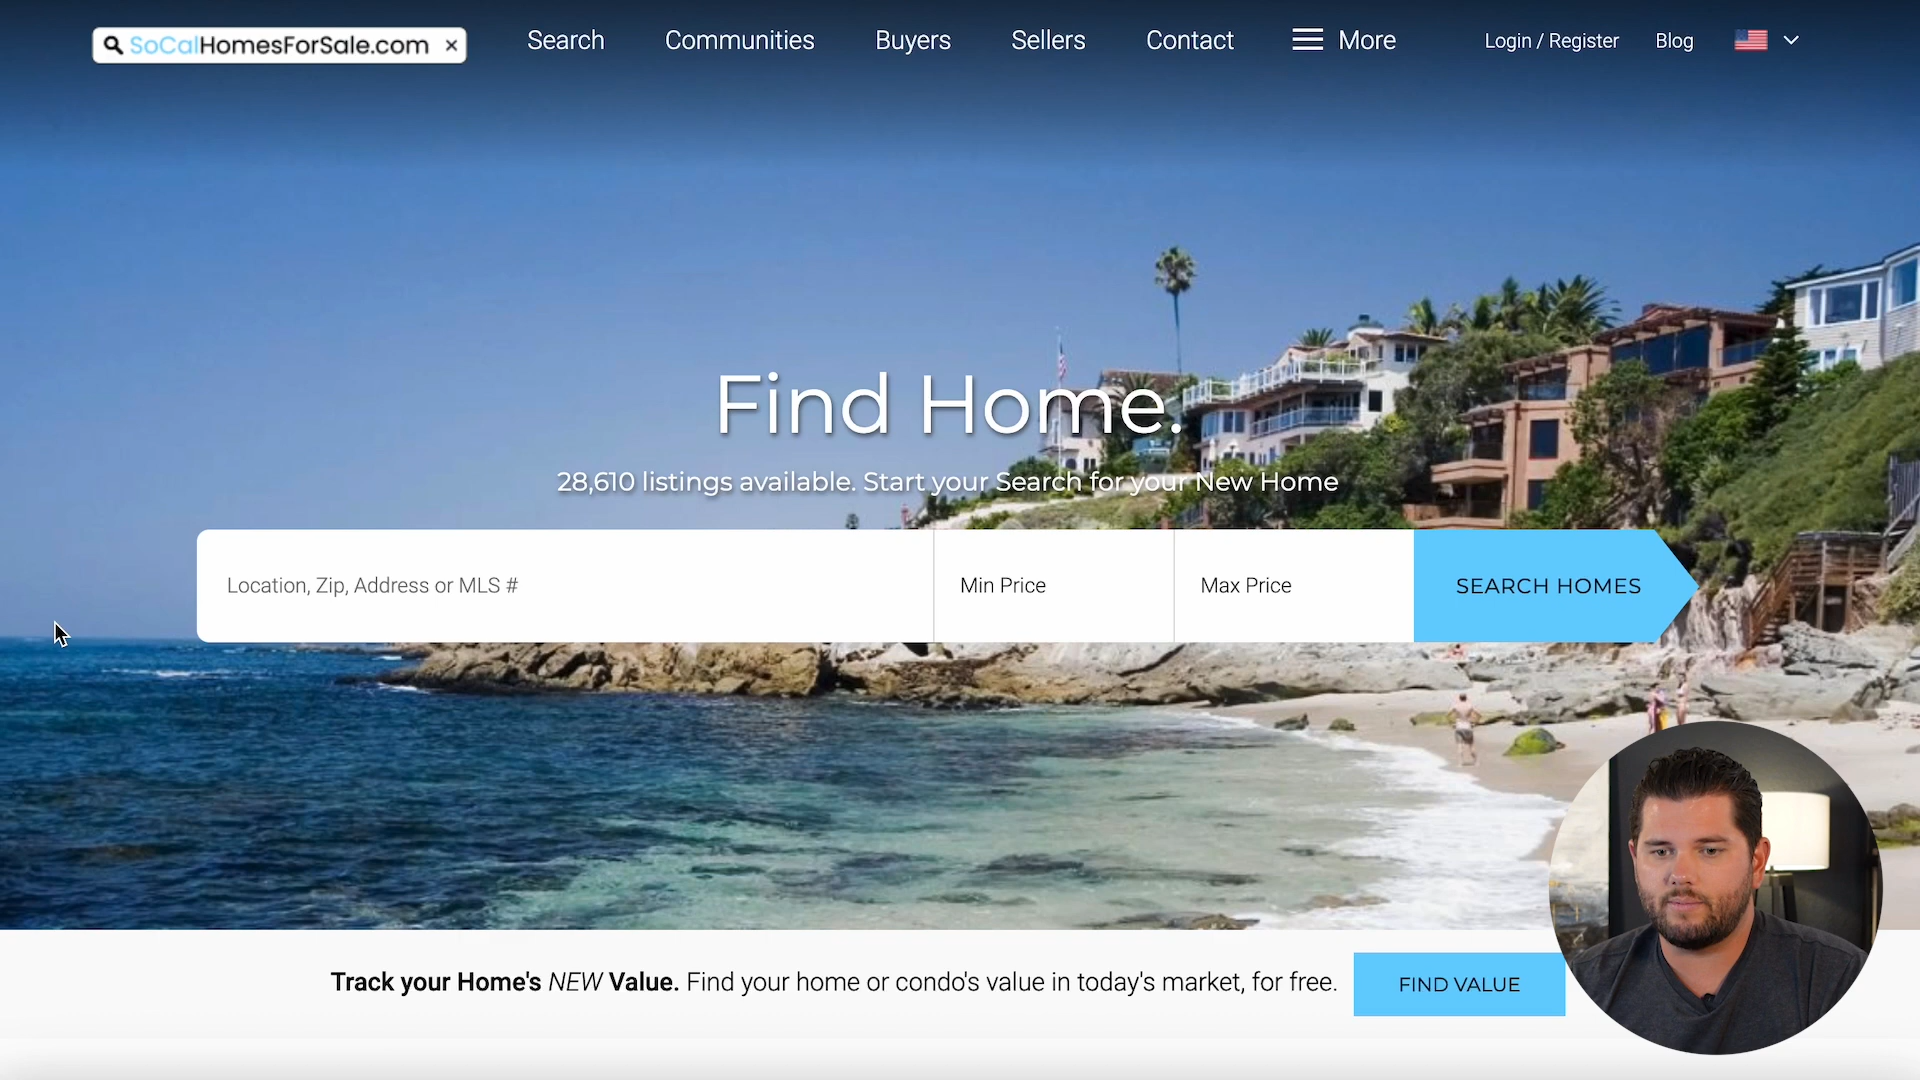 SoCalHomesForSale.com ×
Search
Communities
Buyers
Sellers
Contact
More
Login / Register
Blog
Find Home.
28,610 listings available. Start your Search for your New Home
Location, Zip, Address or MLS #
Min Price
Max Price
SEARCH HOMES
Track your Home's NEW Value. Find your home or condo's value in today's market, for free.
FIND VALUE